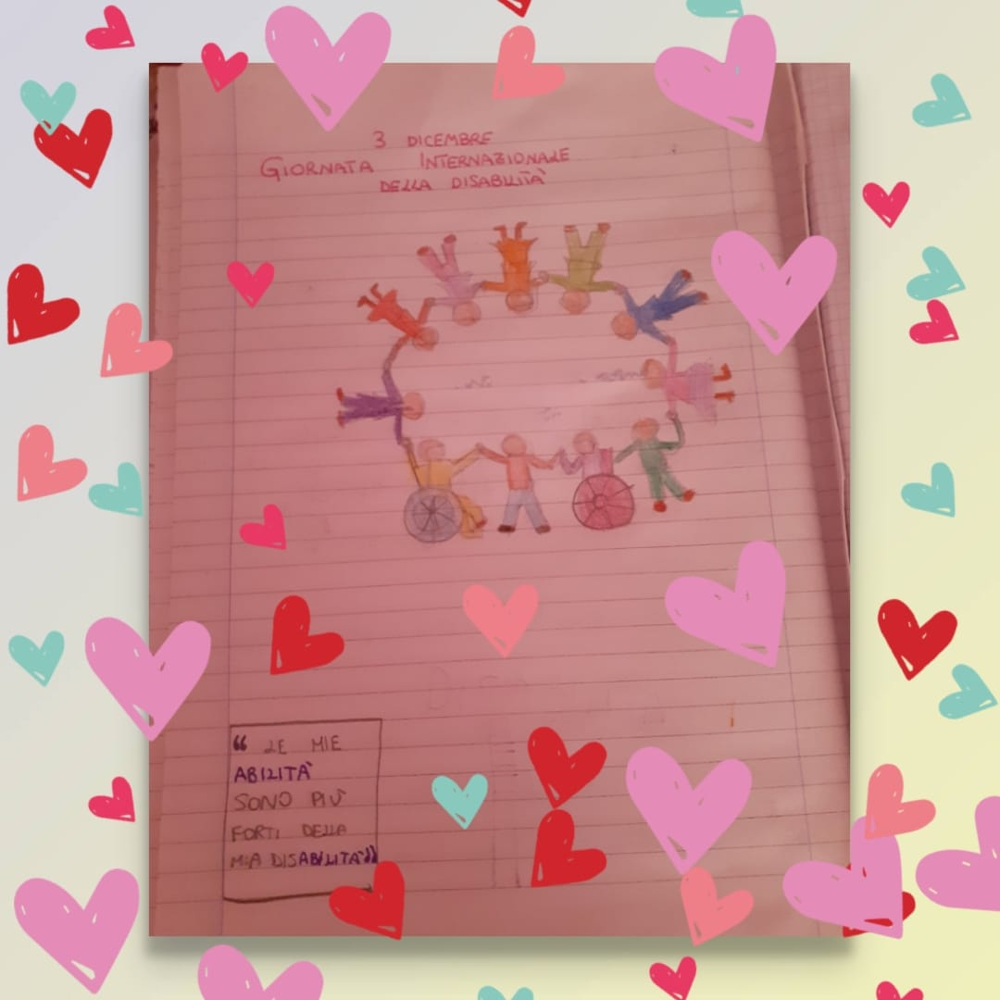 3 DICEMBRE
GIORNATA INTERNAZIONALE
DELLA DISABILITÀ
“ LE MIE
ABILITÀ
SONO PIÙ
FORTI DELLA
MIA DISABILITÀ”